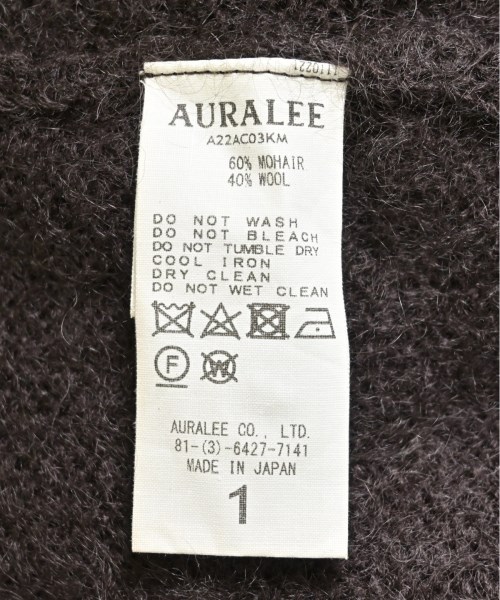 1110221
AURALEE
A22AC03KM
60% MOHAIR
40% WOOL
DO NOT WASH
DO NOT BLEACH
DO NOT TUMBLE DRY
COOL IRON
DRY CLEAN
DO NOT WET CLEAN
F W
AURALEE CO., LTD.
81-(3)-6427-7141
MADE IN JAPAN
1